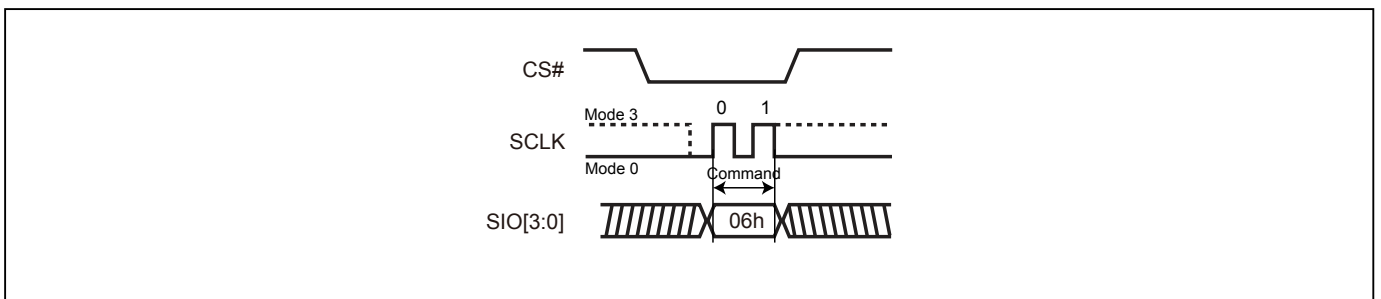 CS#
Mode 3 0 1
SCLK
Mode 0 Command
SIO[3:0] 06h